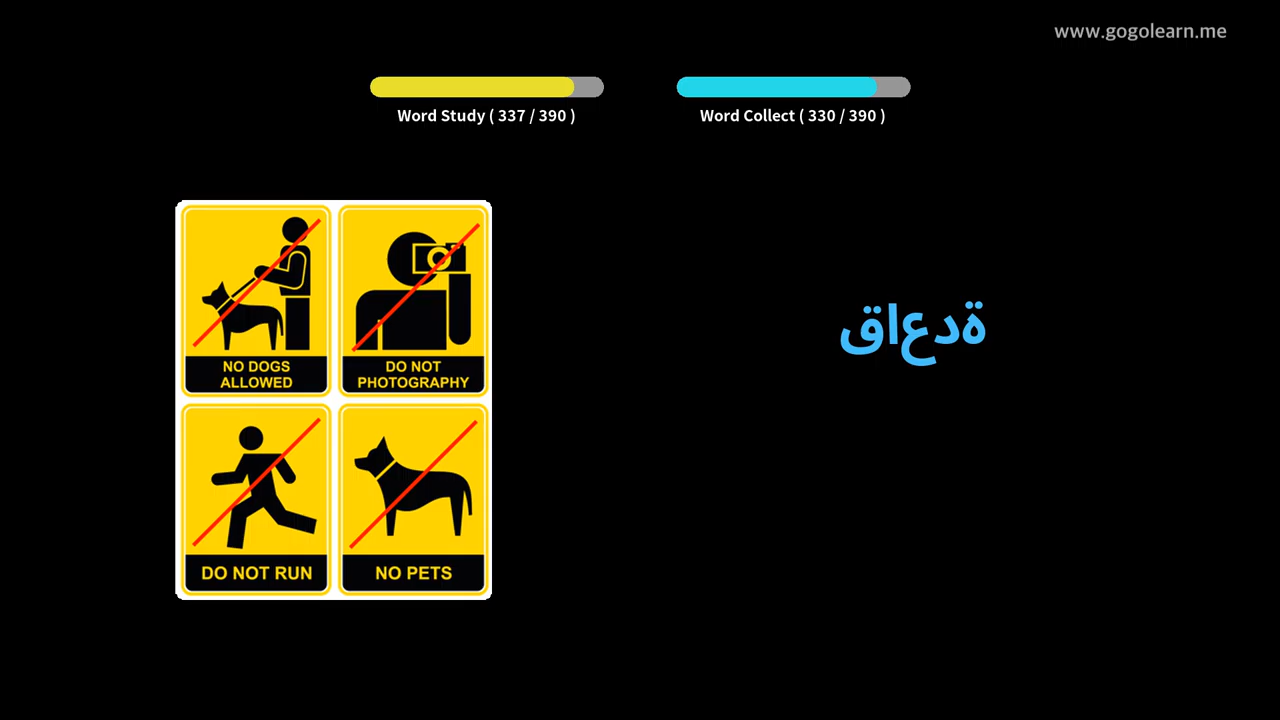 www.gogolearn.me
Word Study ( 337 / 390 )
Word Collect ( 330 / 390 )
NO DOGS
ALLOWED
DO NOT
PHOTOGRAPHY
قاعدة
DO NOT RUN
NO PETS